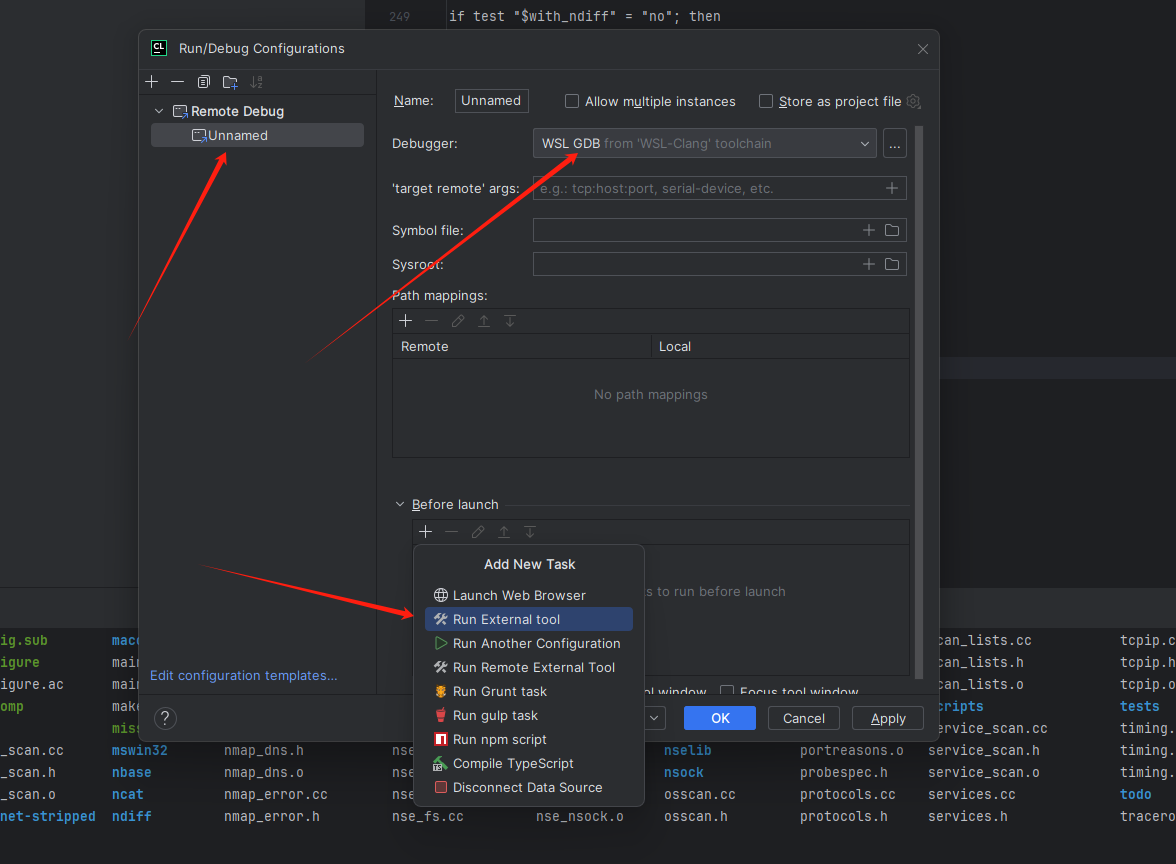 249 if test "$with_ndiff" = "no"; then
CL Run/Debug Configurations
Remote Debug
Unnamed
Edit configuration templates...
Name: Unnamed Allow multiple instances Store as project file
Debugger: WSL GDB from 'WSL-Clang' toolchain ...
'target remote' args: e.g.: tcp:host:port, serial-device, etc.
Symbol file:
Sysroot:
Path mappings:
Remote Local
No path mappings
Before launch
s to run before launch
Add New Task
Launch Web Browser
Run External tool
Run Another Configuration
Run Remote External Tool
Run Grunt task
Run gulp task
Run npm script
Compile TypeScript
Disconnect Data Source
ol window Focus tool window
? OK Cancel Apply
ig.sub mac can_lists.cc tcpip.c
igure mai can_lists.h tcpip.h
igure.ac mai can_lists.o tcpip.o
omp mak cripts tests
mis ervice_scan.cc timing.
_scan.cc mswin32 nmap_dns.h nse nselib portreasons.o service_scan.h timing.
_scan.h nbase nmap_dns.o nse nsock probespec.h service_scan.o timing.
_scan.o ncat nmap_error.cc nse osscan.cc protocols.cc services.cc todo
net-stripped ndiff nmap_error.h nse_fs.cc nse_nsock.o osscan.h protocols.h services.h tracero